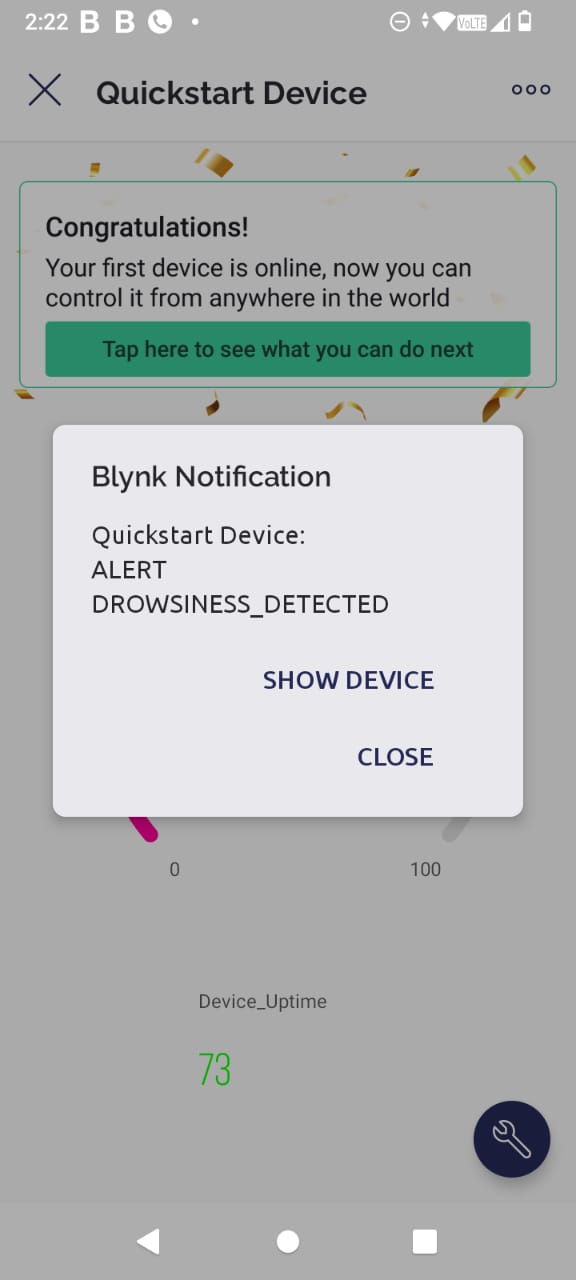 2:22 B B VoLTE
Quickstart Device
Congratulations!
Your first device is online, now you can
control it from anywhere in the world
Tap here to see what you can do next
Blynk Notification
Quickstart Device:
ALERT
DROWSINESS_DETECTED
SHOW DEVICE
CLOSE
0 100
Device_Uptime
73